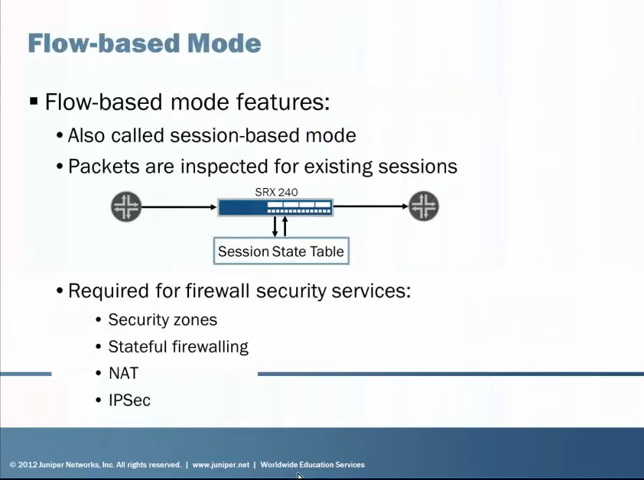 Flow-based Mode
▪ Flow-based mode features:
• Also called session-based mode
• Packets are inspected for existing sessions
SRX 240
Session State Table
• Required for firewall security services:
• Security zones
• Stateful firewalling
• NAT
• IPSec
© 2012 Juniper Networks, Inc. All rights reserved. | www.juniper.net | Worldwide Education Services